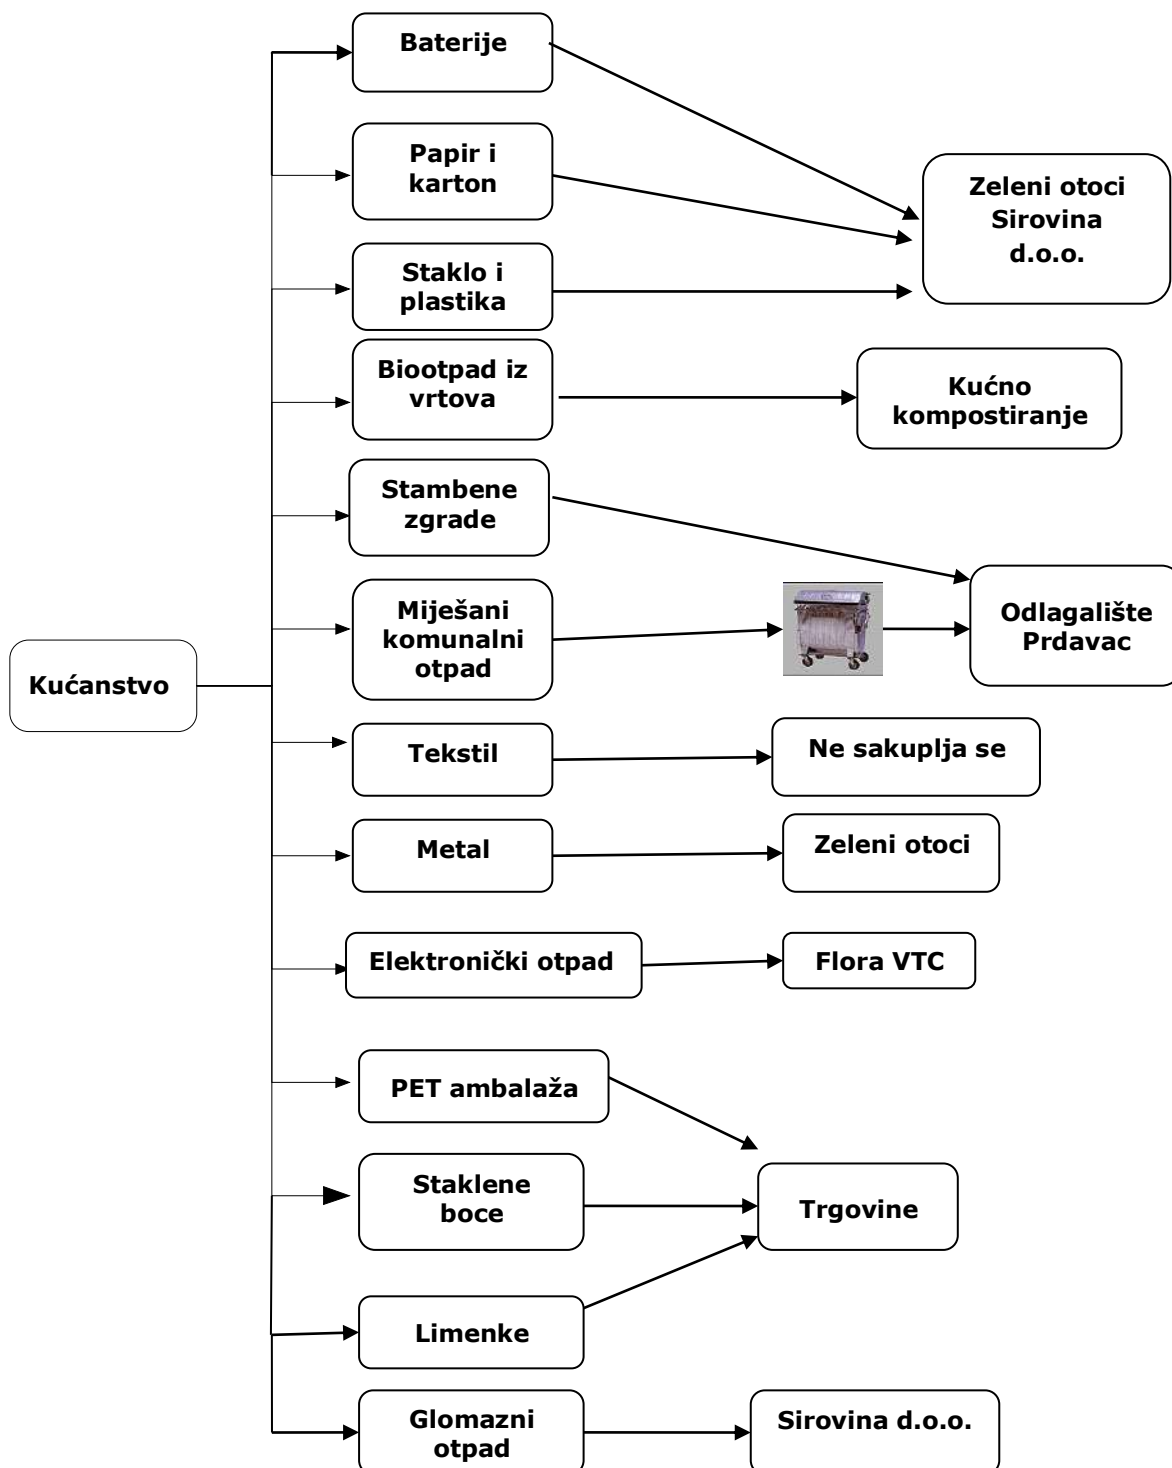 Baterije
Papir i
karton
Zeleni otoci
Sirovina
d.o.o.
Staklo i
plastika
Biootpad iz
vrtova
Kućno
kompostiranje
Stambene
zgrade
Miješani
komunalni
otpad
Odlagalište
Prdavac
Kućanstvo
Tekstil
Ne sakuplja se
Metal
Zeleni otoci
Elektronički otpad
Flora VTC
PET ambalaža
Staklene
boce
Trgovine
Limenke
Glomazni
otpad
Sirovina d.o.o.